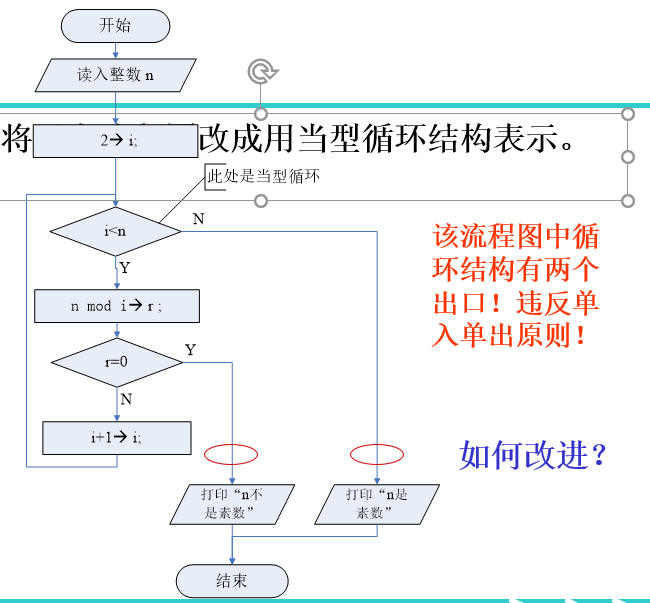 开始
读入整数 n
将
改成用当型循环结构表示。
2→ i;
此处是当型循环
i<n
N
Y
n mod i→ r ;
r=0
Y
N
i+1→ i;
该流程图中循
环结构有两个
出口！违反单
入单出原则！
如何改进？
打印“n不
是素数”
打印“n是
素数”
结束